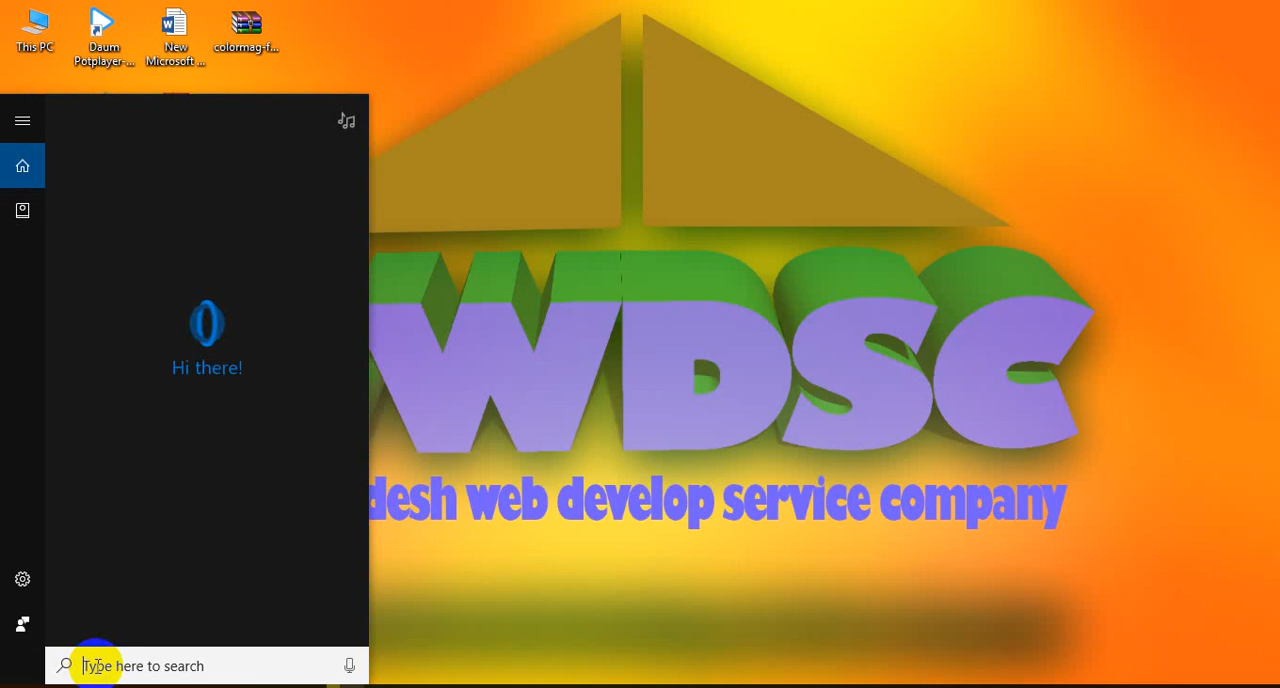 This PC
Daum
Potplayer-...
New
Microsoft ...
colormag-f...
Hi there!
WDSC
desh web develop service company
Type here to search